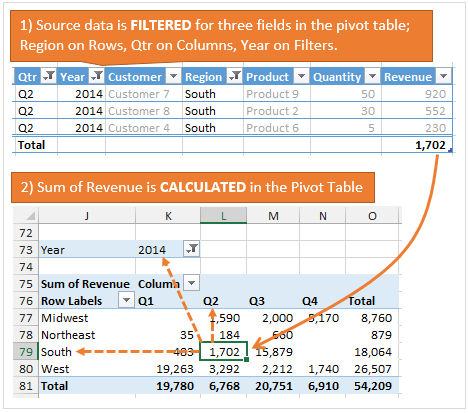 1) Source data is FILTERED for three fields in the pivot table;
Region on Rows, Qtr on Columns, Year on Filters.
Qtr Year Customer Region Product Quantity Revenue
Q2 2014 Customer 7 South Product 9 50 920
Q2 2014 Customer 8 South Product 2 30 552
Q2 2014 Customer 4 South Product 6 5 230
Total 1,702
2) Sum of Revenue is CALCULATED in the Pivot Table
J K L M N O
72
73 Year 2014
74
75 Sum of Revenue Column
76 Row Labels Q1 Q2 Q3 Q4 Total
77 Midwest 1,590 2,000 5,170 8,760
78 Northeast 35 184 660 879
79 South 483 1,702 15,879 18,064
80 West 19,263 3,292 2,212 1,740 26,507
81 Total 19,780 6,768 20,751 6,910 54,209